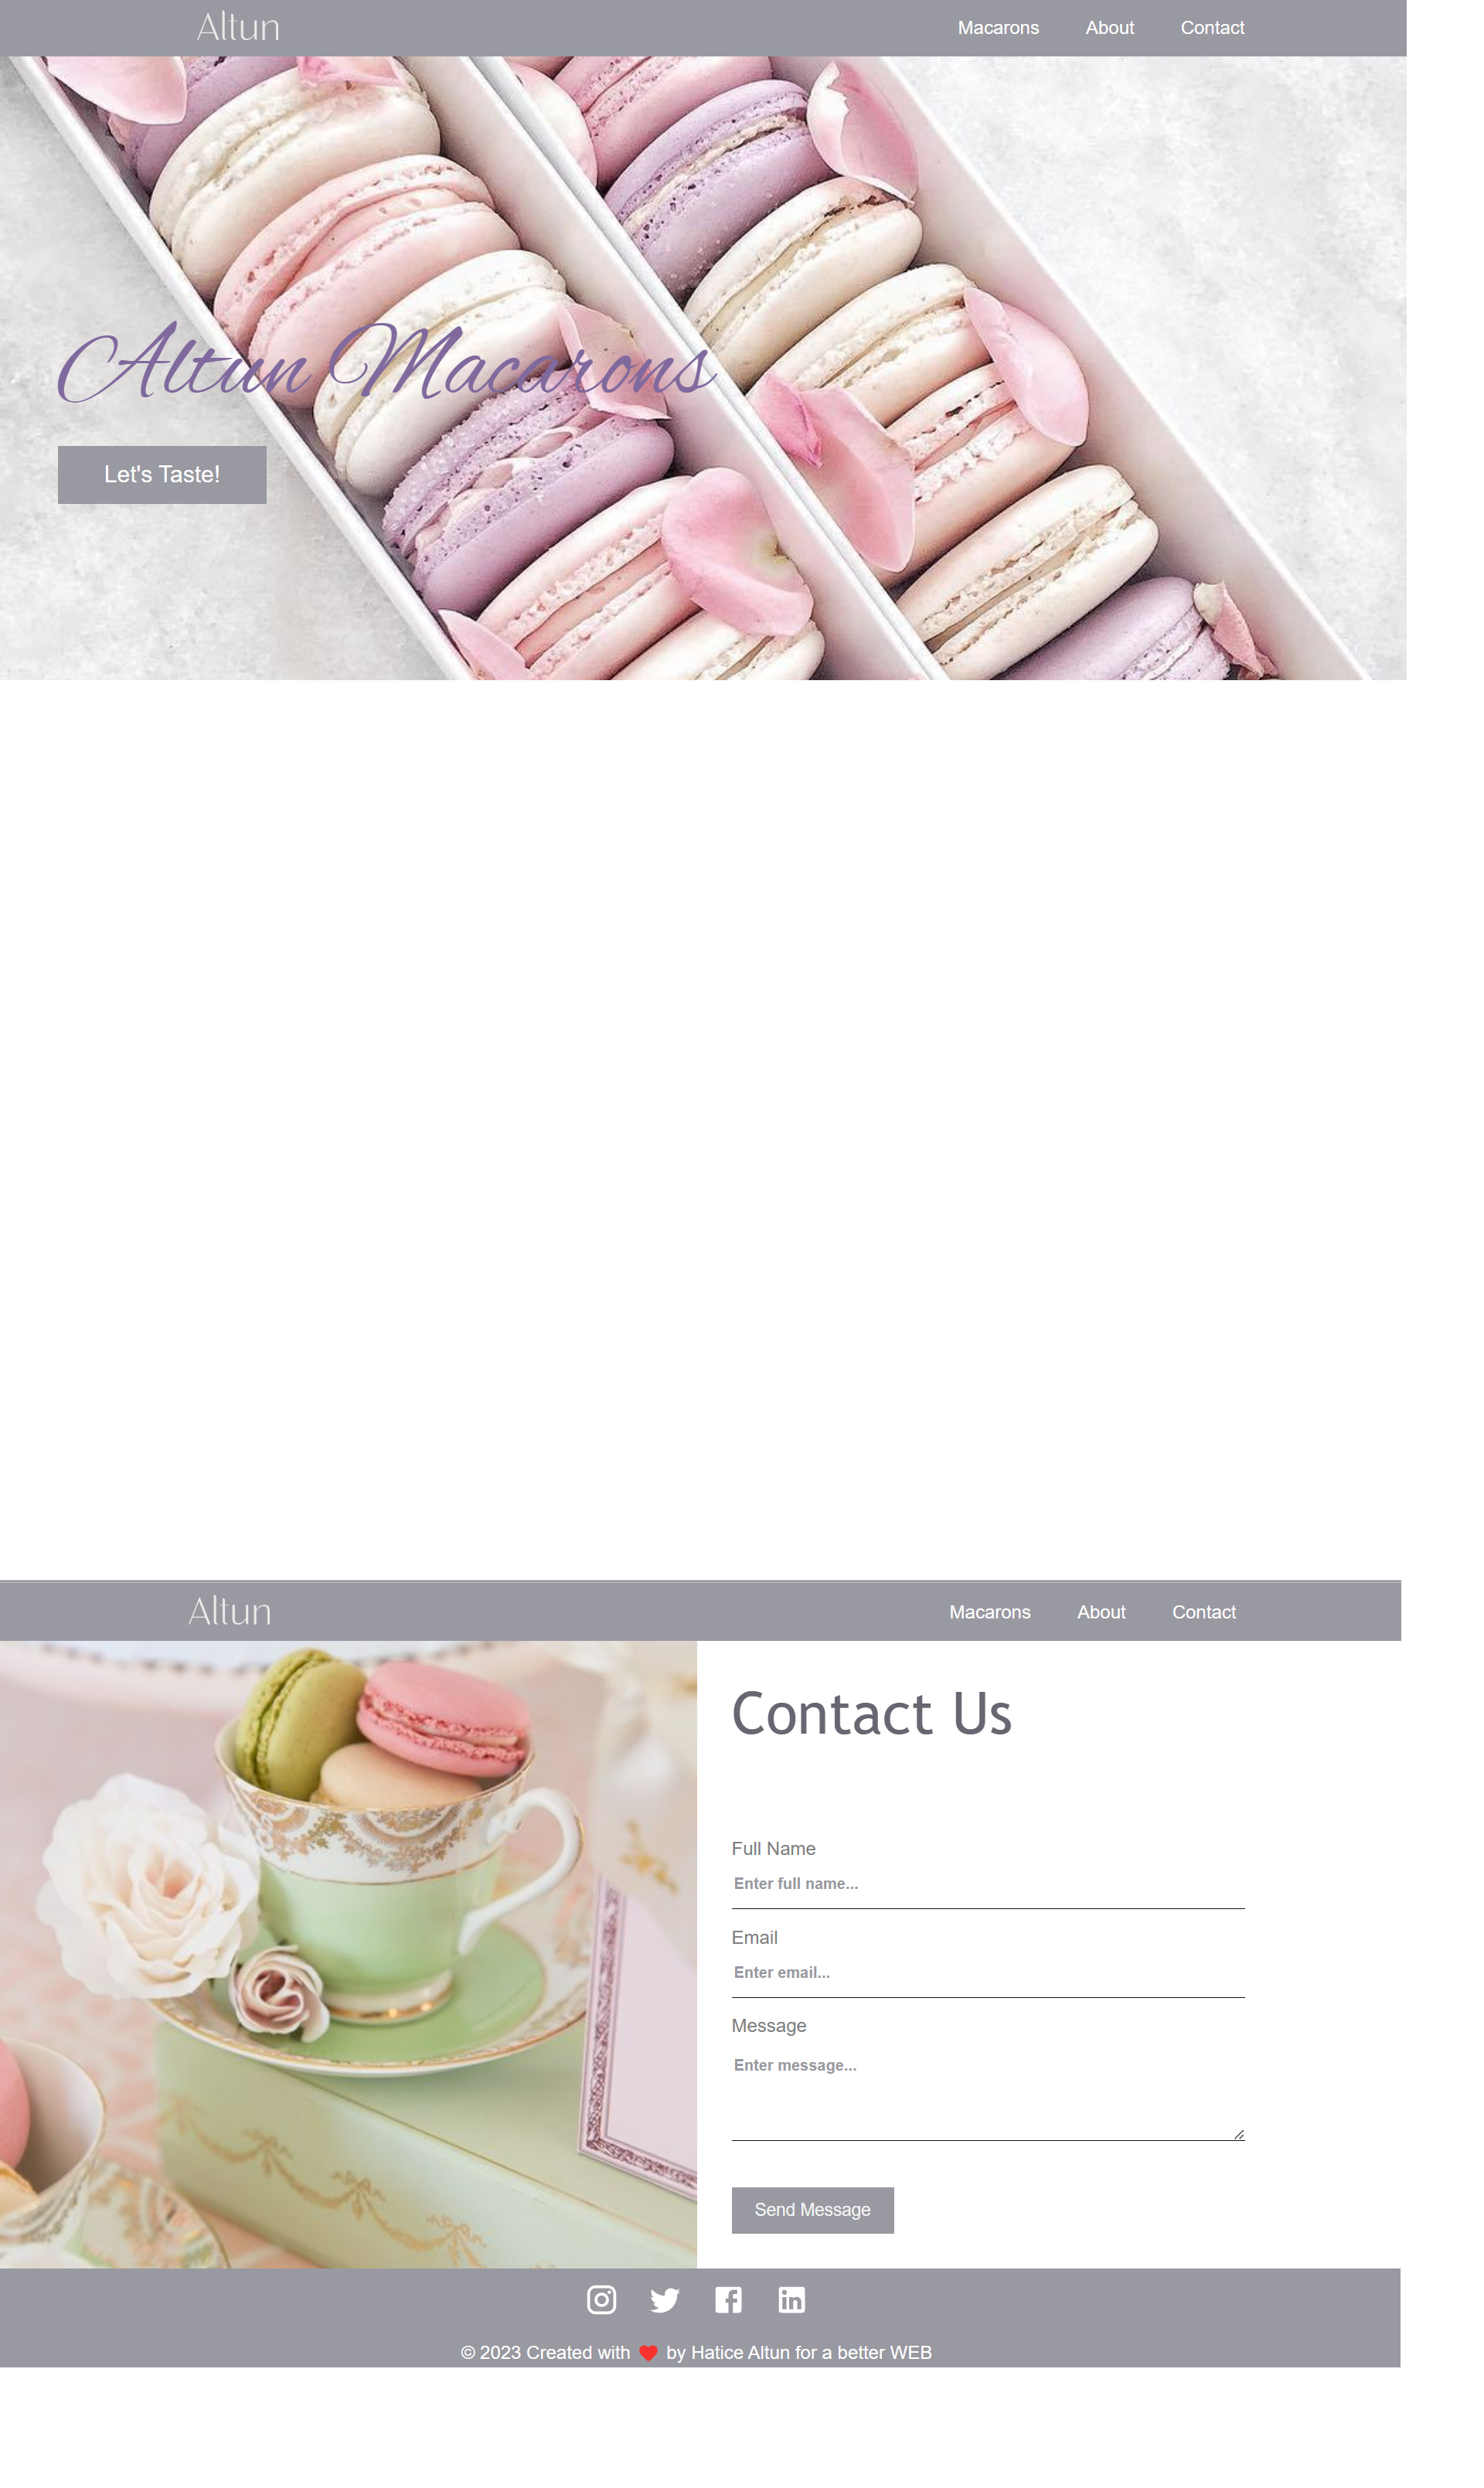 Altun Macarons About Contact
Altun Macarons
Let's Taste!
Altun Macarons About Contact
Contact Us
Full Name
Enter full name...
Email
Enter email...
Message
Enter message...
Send Message
© 2023 Created with ❤ by Hatice Altun for a better WEB